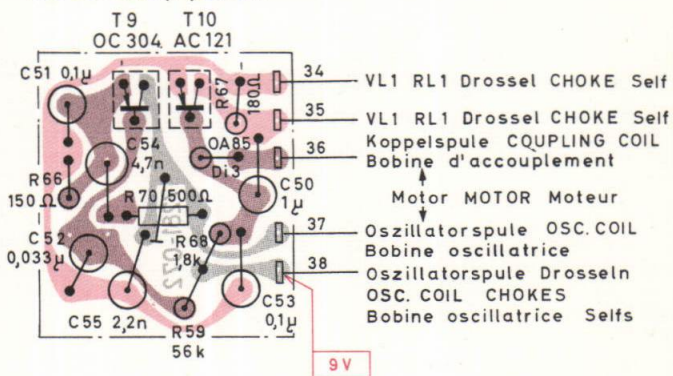 T9 T10
OC 304 AC 121
C51 0,1µ
R67
180Ω
34 VL1 RL1 Drossel CHOKE Self
35 VL1 RL1 Drossel CHOKE Self
36 Koppelspule COUPLING COIL
Bobine d'accouplement
C54
4,7n
OA85
Di3
R66
150Ω
R70 500Ω
C50
1µ
Motor MOTOR Moteur
37 Oszillatorspule OSC. COIL
Bobine oscillatrice
C52
0,033µ
R68
1,8k
38 Oszillatorspule Drosseln
OSC. COIL CHOKES
Bobine oscillatrice Selfs
C55 2,2n
R59
56k
C53
0,1µ
9V